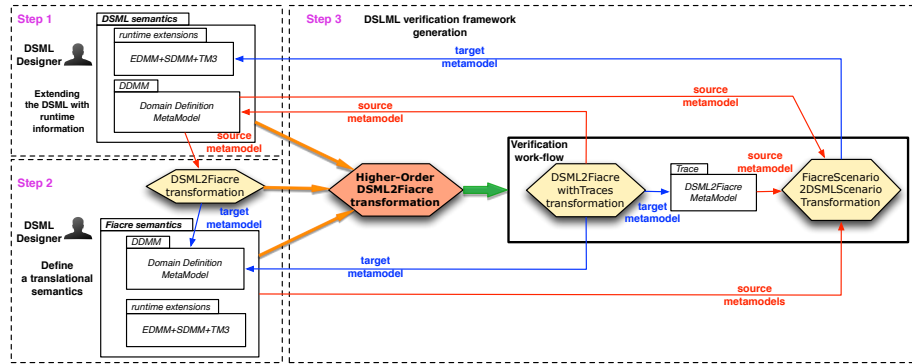 Step 1
DSML semantics
runtime extensions
EDMM+SDMM+TM3
DSML
Designer
DDMM
Domain Definition
MetaModel
Extending
the DSML with
runtime
information
source
metamodel
Step 2
DSML2Fiacre
transformation
target
metamodel
DSML
Designer
Fiacre semantics
DDMM
Domain Definition
MetaModel
Define
a translational
semantics
runtime extensions
EDMM+SDMM+TM3
Step 3
DSLML verification framework
generation
target
metamodel
source
metamodel
source
metamodel
Higher-Order
DSML2Fiacre
transformation
Verification
work-flow
DSML2Fiacre
withTraces
transformation
target
metamodel
Trace
DSML2Fiacre
MetaModel
source
metamodel
FiacreScenario
2DSMLScenario
Transformation
target
metamodel
source
metamodels